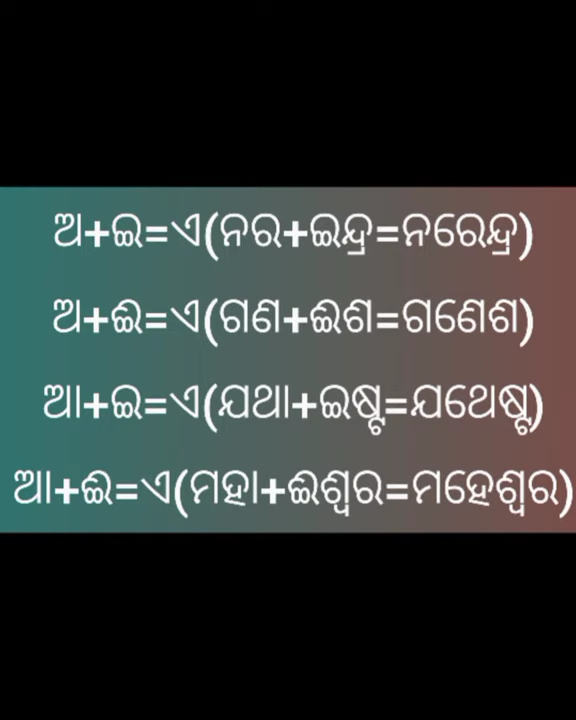 ଅ+ଇ=ଏ(ନର+ଇନ୍ଦ୍ର=ନରେନ୍ଦ୍ର)
ଅ+ଈ=ଏ(ଗଣ+ଈଶ=ଗଣେଶ)
ଆ+ଇ=ଏ(ଯଥା+ଇଷ୍ଟ=ଯଥେଷ୍ଟ)
ଆ+ଈ=ଏ(ମହା+ଈଶ୍ୱର=ମହେଶ୍ୱର)